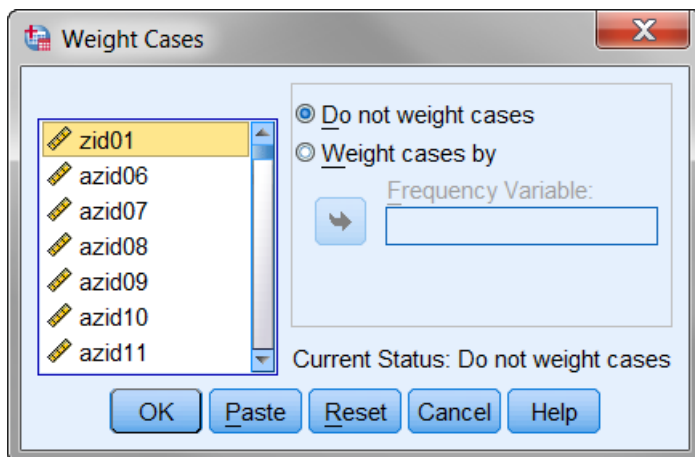 Weight Cases
X
zid01
azid06
azid07
azid08
azid09
azid10
azid11
Do not weight cases
Weight cases by
Frequency Variable:
Current Status: Do not weight cases
OK Paste Reset Cancel Help